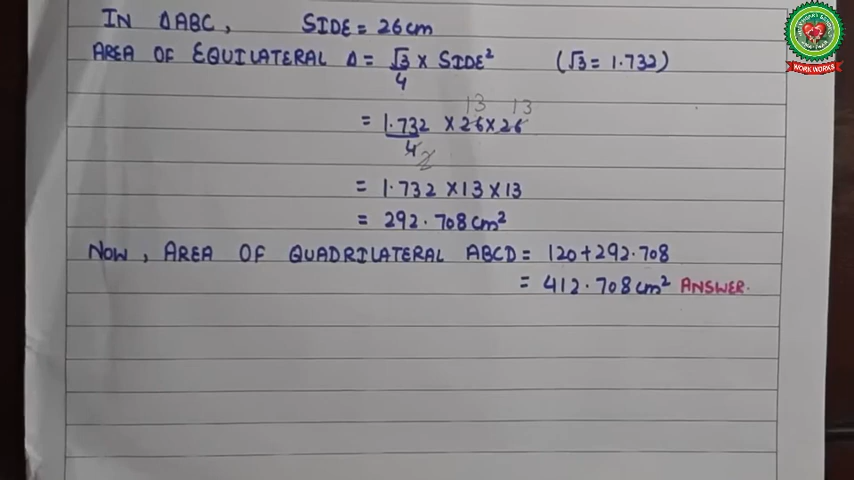 IN ΔABC, SIDE = 26cm
AREA OF EQUILATERAL Δ = √3/4 × SIDE² (√3 = 1.732)
13 13
= 1.732/4 × 26 × 26
2
= 1.732 × 13 × 13
= 292.708 cm²
NOW, AREA OF QUADRILATERAL ABCD = 120 + 292.708
= 412.708 cm² ANSWER.
WORK WORKS